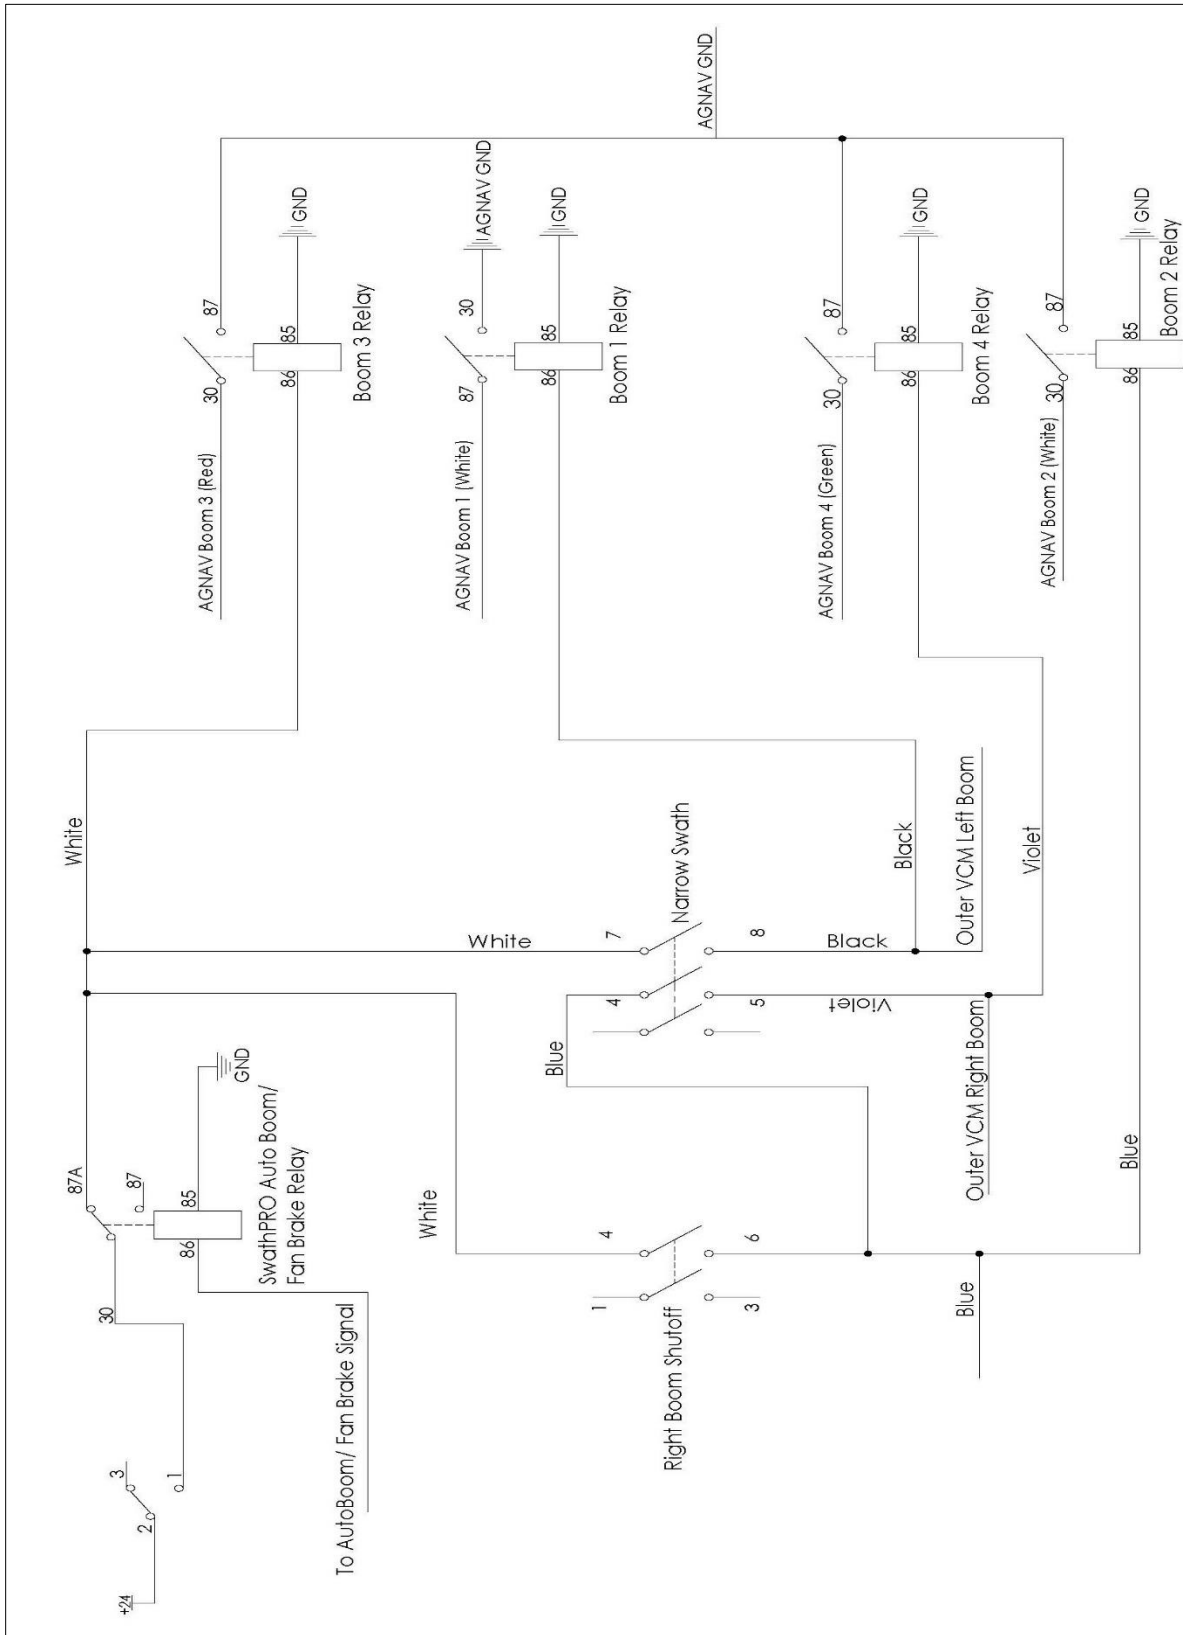 +24
2
3
1
30
87A
87
86
85
GND
SwathPRO Auto Boom/
Fan Brake Relay
To AutoBoom/ Fan Brake Signal
White
White
White
Right Boom Shutoff
1
4
3
6
Blue
Blue
Blue
Narrow Swath
4
7
5
8
Violet
Black
Black
Violet
Outer VCM Right Boom
Outer VCM Left Boom
AGNAV Boom 3 (Red)
30
87
86
85
GND
Boom 3 Relay
AGNAV Boom 1 (White)
87
30
AGNAV GND
86
85
GND
Boom 1 Relay
AGNAV GND
AGNAV Boom 4 (Green)
30
87
86
85
GND
Boom 4 Relay
AGNAV Boom 2 (White)
30
87
86
85
GND
Boom 2 Relay